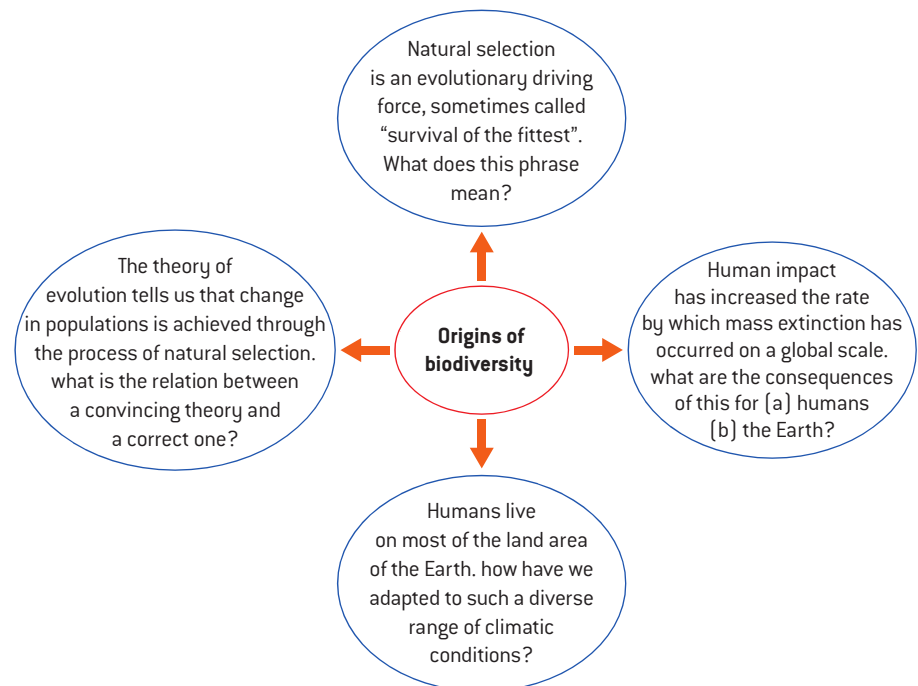 Natural selection
is an evolutionary driving
force, sometimes called
“survival of the fittest”.
What does this phrase
mean?
The theory of
evolution tells us that change
in populations is achieved through
the process of natural selection.
what is the relation between
a convincing theory and
a correct one?
Origins of
biodiversity
Human impact
has increased the rate
by which mass extinction has
occurred on a global scale.
what are the consequences
of this for (a) humans
(b) the Earth?
Humans live
on most of the land area
of the Earth. how have we
adapted to such a diverse
range of climatic
conditions?